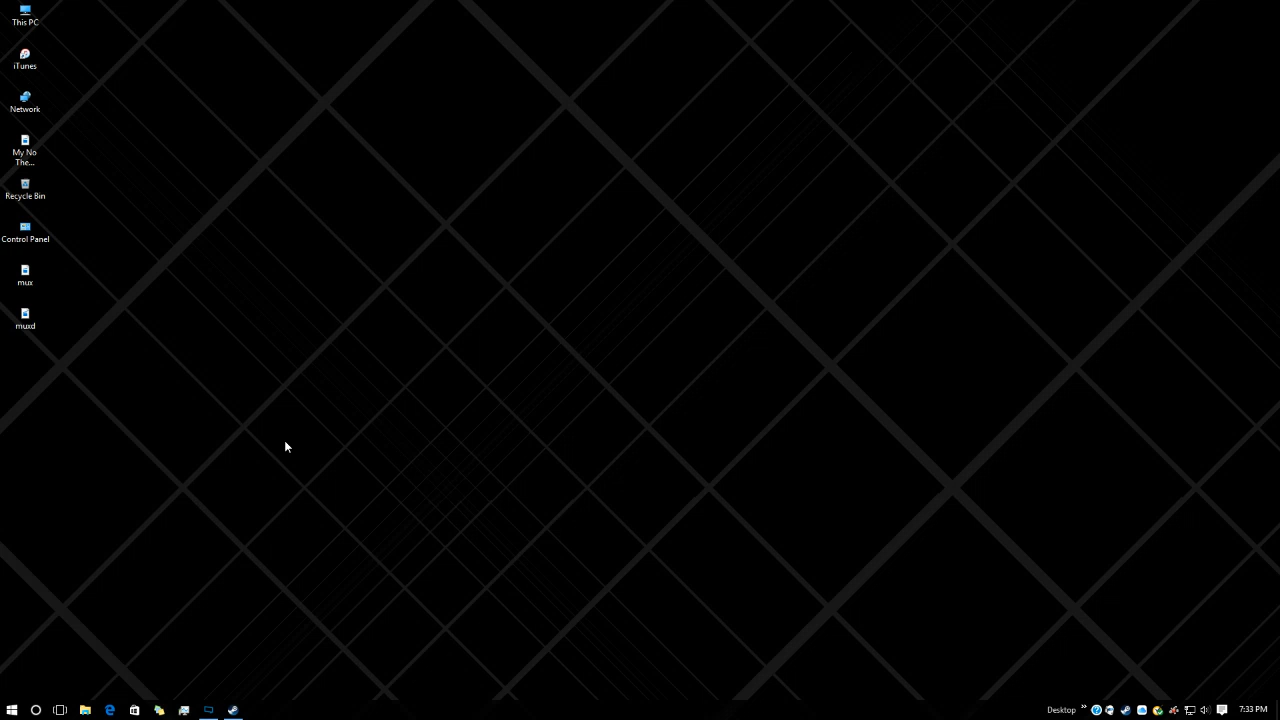 This PC
iTunes
Network
My No
The...
Recycle Bin
Control Panel
mux
muxd
Desktop
7:33 PM